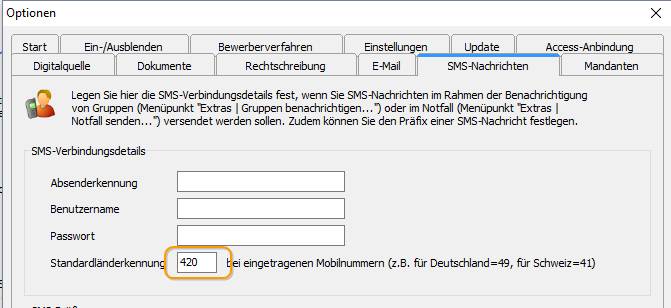 Optionen
Start Ein-/Ausblenden Bewerberverfahren Einstellungen Update Access-Anbindung
Digitalquelle Dokumente Rechtschreibung E-Mail SMS-Nachrichten Mandanten
Legen Sie hier die SMS-Verbindungsdetails fest, wenn Sie SMS-Nachrichten im Rahmen der Benachrichtigung
von Gruppen (Menüpunkt "Extras | Gruppen benachrichtigen...") oder im Notfall (Menüpunkt "Extras |
Notfall senden...") versendet werden sollen. Zudem können Sie den Präfix einer SMS-Nachricht festlegen.
SMS-Verbindungsdetails
Absenderkennung
Benutzername
Passwort
Standardländerkennung 420 bei eingetragenen Mobilnummern (z.B. für Deutschland=49, für Schweiz=41)